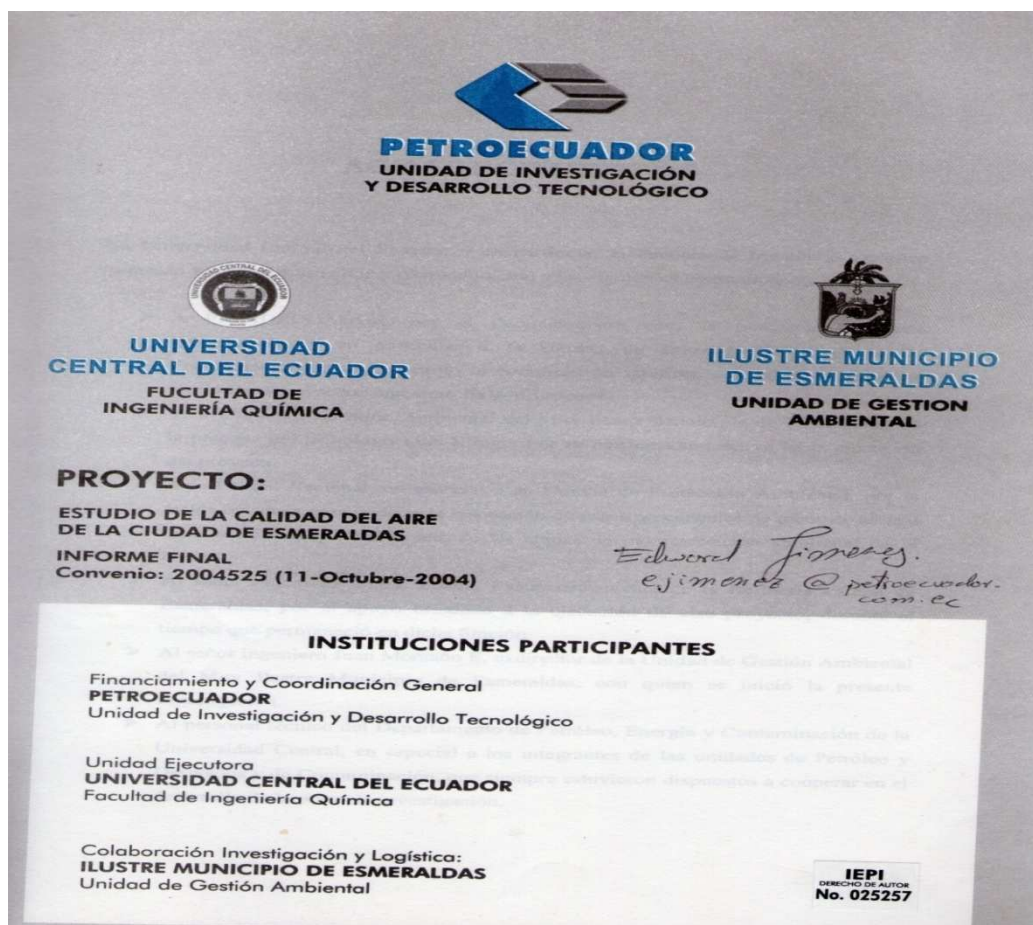 PETROECUADOR
UNIDAD DE INVESTIGACIÓN
Y DESARROLLO TECNOLÓGICO
UNIVERSIDAD
CENTRAL DEL ECUADOR
FUCULTAD DE
INGENIERÍA QUÍMICA
ILUSTRE MUNICIPIO
DE ESMERALDAS
UNIDAD DE GESTION
AMBIENTAL
PROYECTO:
ESTUDIO DE LA CALIDAD DEL AIRE
DE LA CIUDAD DE ESMERALDAS
INFORME FINAL
Convenio: 2004525 (11-Octubre-2004)
Edward Jimenez.
ejimenez @ petroecuador.
com.ec
INSTITUCIONES PARTICIPANTES
Financiamiento y Coordinación General
PETROECUADOR
Unidad de Investigación y Desarrollo Tecnológico
Unidad Ejecutora
UNIVERSIDAD CENTRAL DEL ECUADOR
Facultad de Ingeniería Química
Colaboración Investigación y Logística:
ILUSTRE MUNICIPIO DE ESMERALDAS
Unidad de Gestión Ambiental
IEPI
DERECHO DE AUTOR
No. 025257